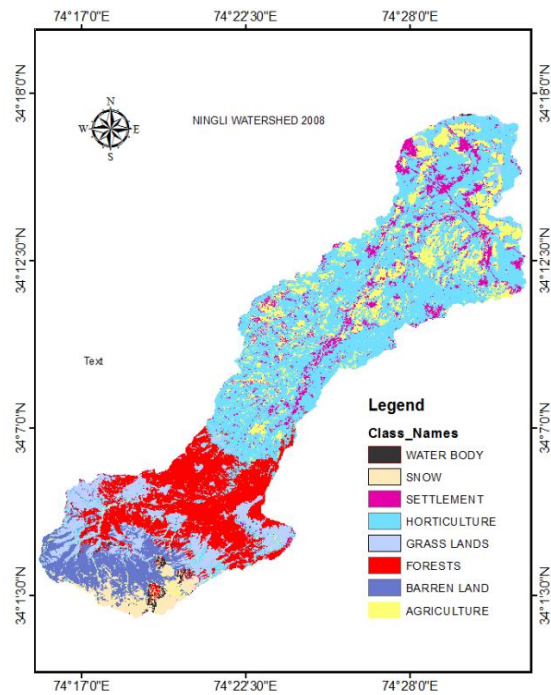 74°17'0"E 74°22'30"E 74°28'0"E
34°18'0"N 34°18'0"N
N
W E
S
NINGLI WATERSHED 2008
34°12'30"N 34°12'30"N
Text
34°7'0"N 34°7'0"N
Legend
Class_Names
WATER BODY
SNOW
SETTLEMENT
HORTICULTURE
GRASS LANDS
FORESTS
BARREN LAND
AGRICULTURE
34°1'30"N 34°1'30"N
74°17'0"E 74°22'30"E 74°28'0"E